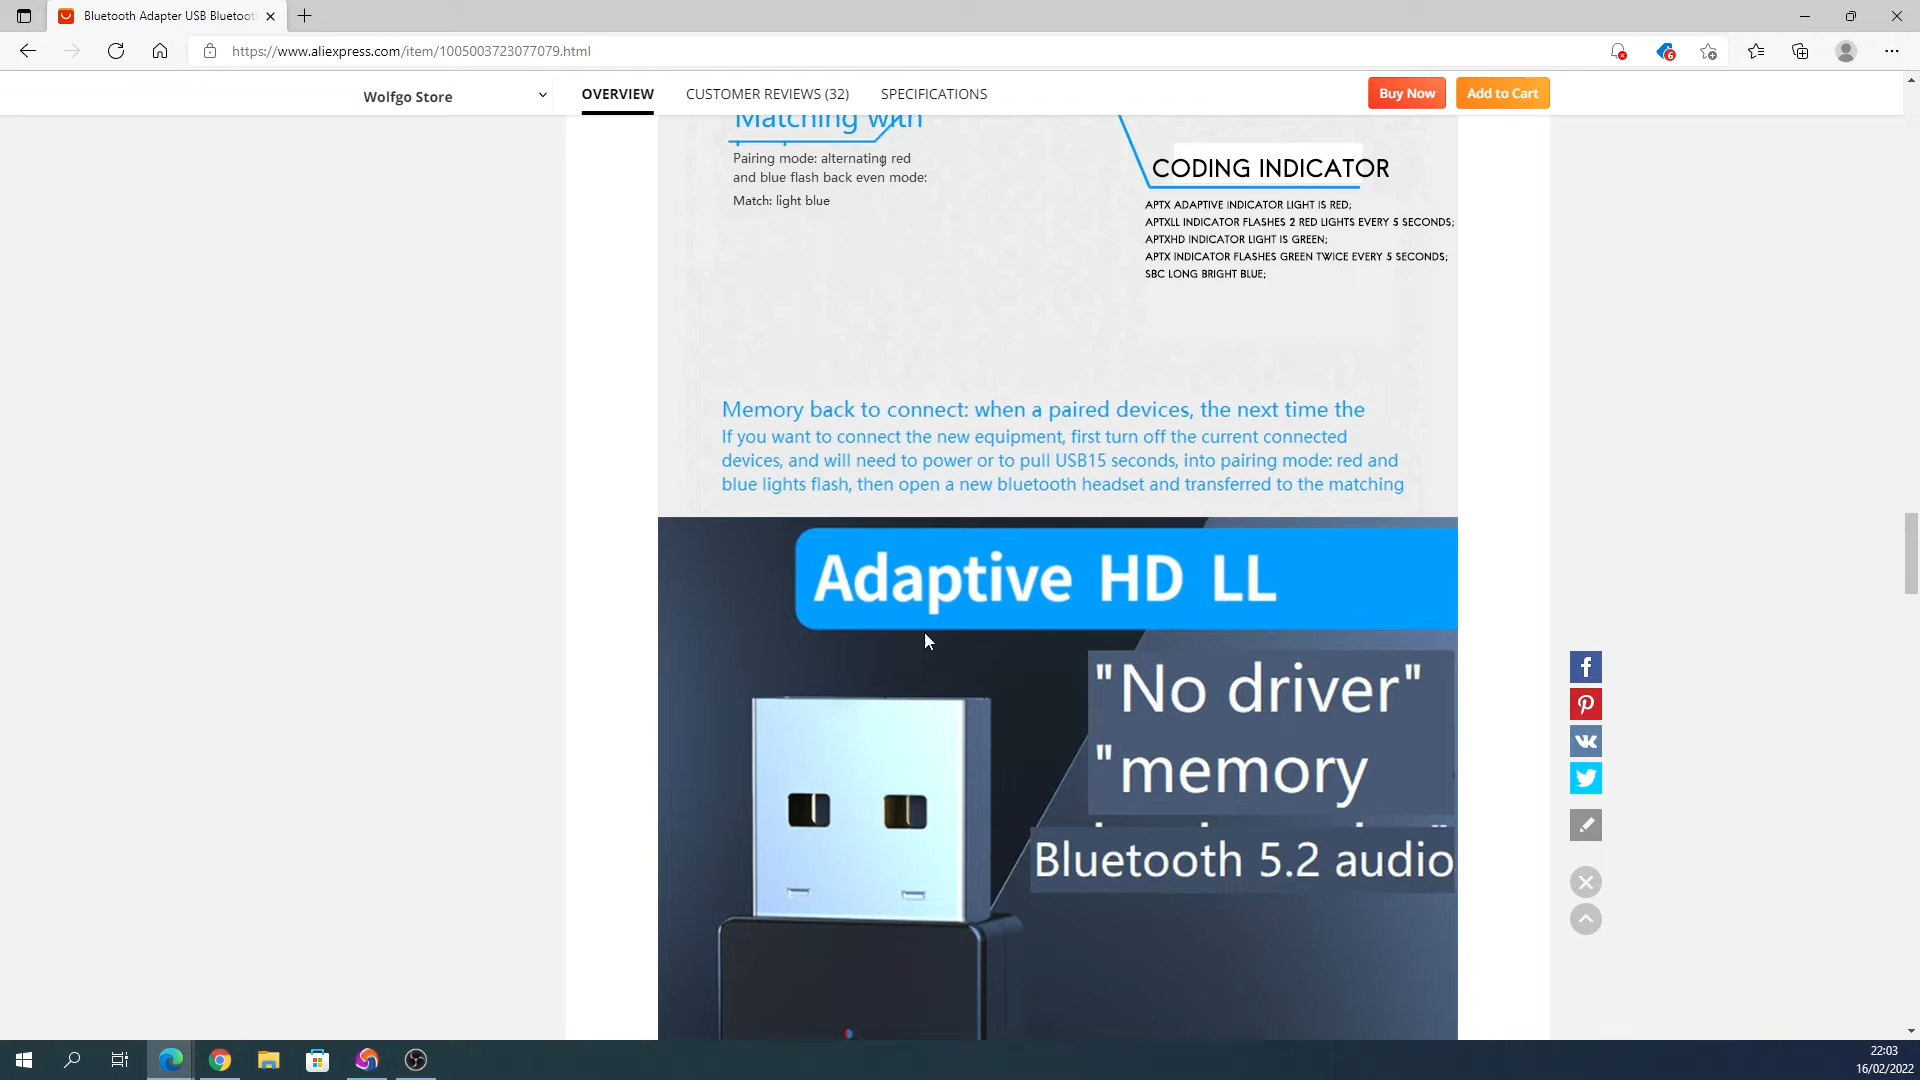 Bluetooth Adapter USB Bluetoot
https://www.aliexpress.com/item/1005003723077079.html
6
Wolfgo Store
OVERVIEW
CUSTOMER REVIEWS (32)
SPECIFICATIONS
Buy Now
Add to Cart
Matching with
Pairing mode: alternating red
and blue flash back even mode:
Match: light blue
CODING INDICATOR
APTX ADAPTIVE INDICATOR LIGHT IS RED;
APTXLL INDICATOR FLASHES 2 RED LIGHTS EVERY 5 SECONDS;
APTXHD INDICATOR LIGHT IS GREEN;
APTX INDICATOR FLASHES GREEN TWICE EVERY 5 SECONDS;
SBC LONG BRIGHT BLUE;
Memory back to connect: when a paired devices, the next time the
If you want to connect the new equipment, first turn off the current connected
devices, and will need to power or to pull USB15 seconds, into pairing mode: red and
blue lights flash, then open a new bluetooth headset and transferred to the matching
Adaptive HD LL
"No driver"
"memory
Bluetooth 5.2 audio
22:03
16/02/2022